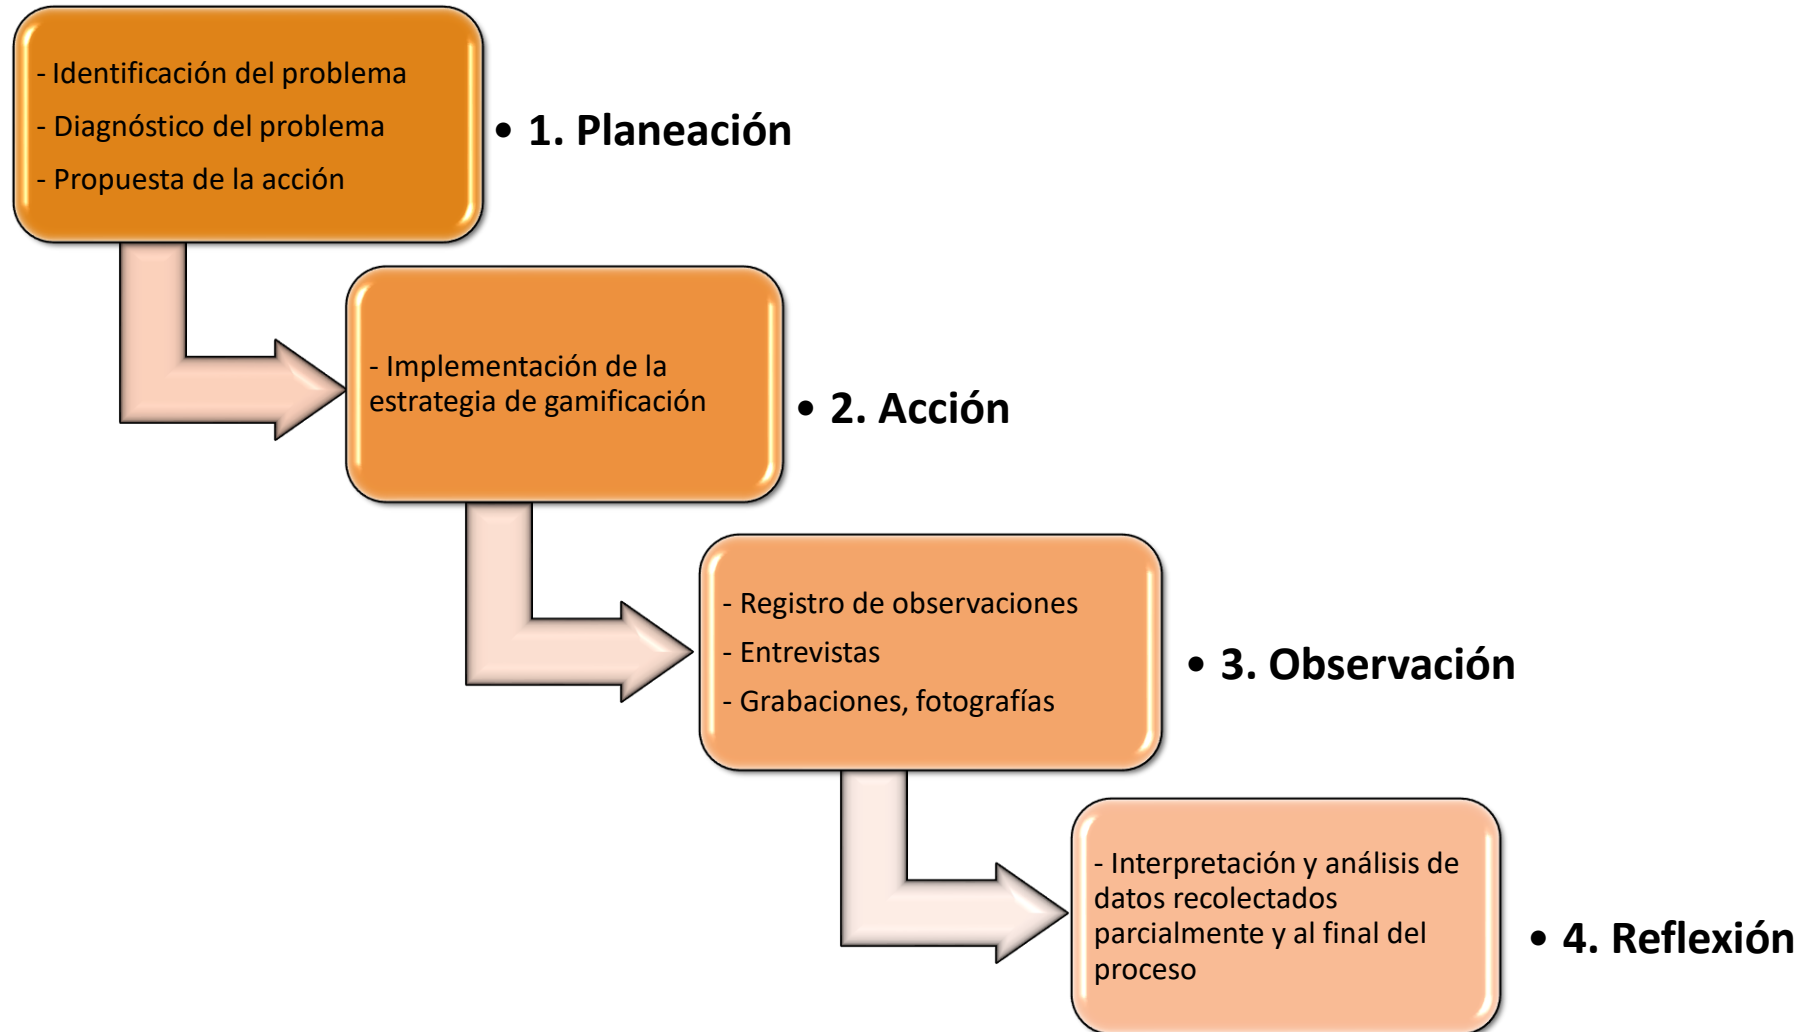 - Identificación del problema
- Diagnóstico del problema
- Propuesta de la acción
• 1. Planeación
- Implementación de la
estrategia de gamificación
• 2. Acción
- Registro de observaciones
- Entrevistas
- Grabaciones, fotografías
• 3. Observación
- Interpretación y análisis de
datos recolectados
parcialmente y al final del
proceso
• 4. Reflexión